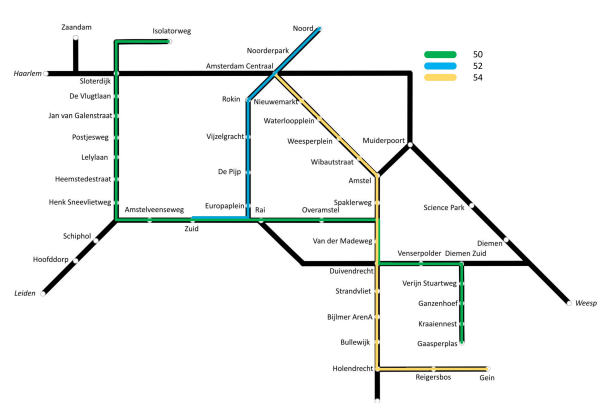 Zaandam
Isolatorweg
Noord
Noorderpark
50
52
54
Haarlem
Sloterdijk
Amsterdam Centraal
De Vlugtlaan
Rokin
Nieuwemarkt
Jan van Galenstraat
Waterloopplein
Postjesweg
Vijzelgracht
Weesperplein
Muiderpoort
Lelylaan
Wibautstraat
De Pijp
Heemstedestraat
Amstel
Henk Sneevlietweg
Amstelveenseweg
Europaplein
Rai
Overamstel
Spaklerweg
Science Park
Zuid
Schiphol
Van der Madeweg
Diemen
Hoofddorp
Venserpolder
Diemen Zuid
Duivendrecht
Leiden
Strandvliet
Verijn Stuartweg
Weesp
Ganzenhoef
Bijlmer ArenA
Kraaiennest
Bullewijk
Gaasperplas
Holendrecht
Reigersbos
Gein